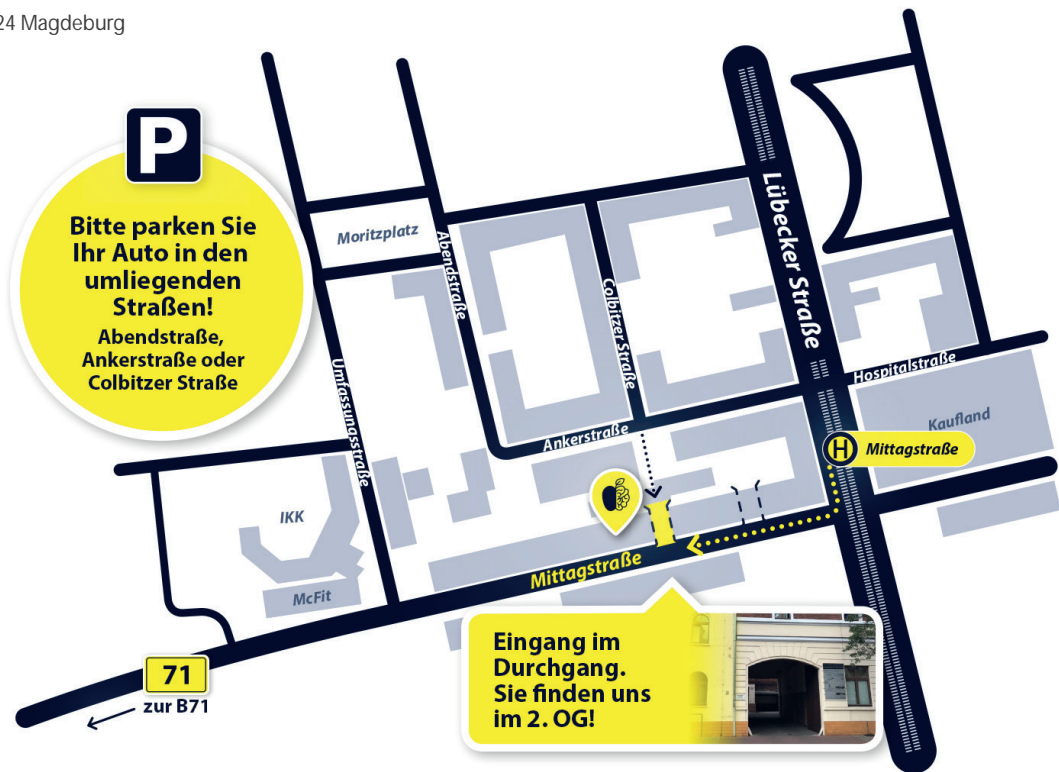 24 Magdeburg
P
Bitte parken Sie
Ihr Auto in den
umliegenden
Straßen!
Abendstraße,
Ankerstraße oder
Colbitzer Straße
Moritzplatz
Abendstraße
Colbitzer Straße
Lübecker Straße
Umfassungsstraße
Hospitalstraße
Ankerstraße
Kaufland
H Mittagstraße
IKK
McFit
Mittagstraße
71
zur B71
Eingang im
Durchgang.
Sie finden uns
im 2. OG!